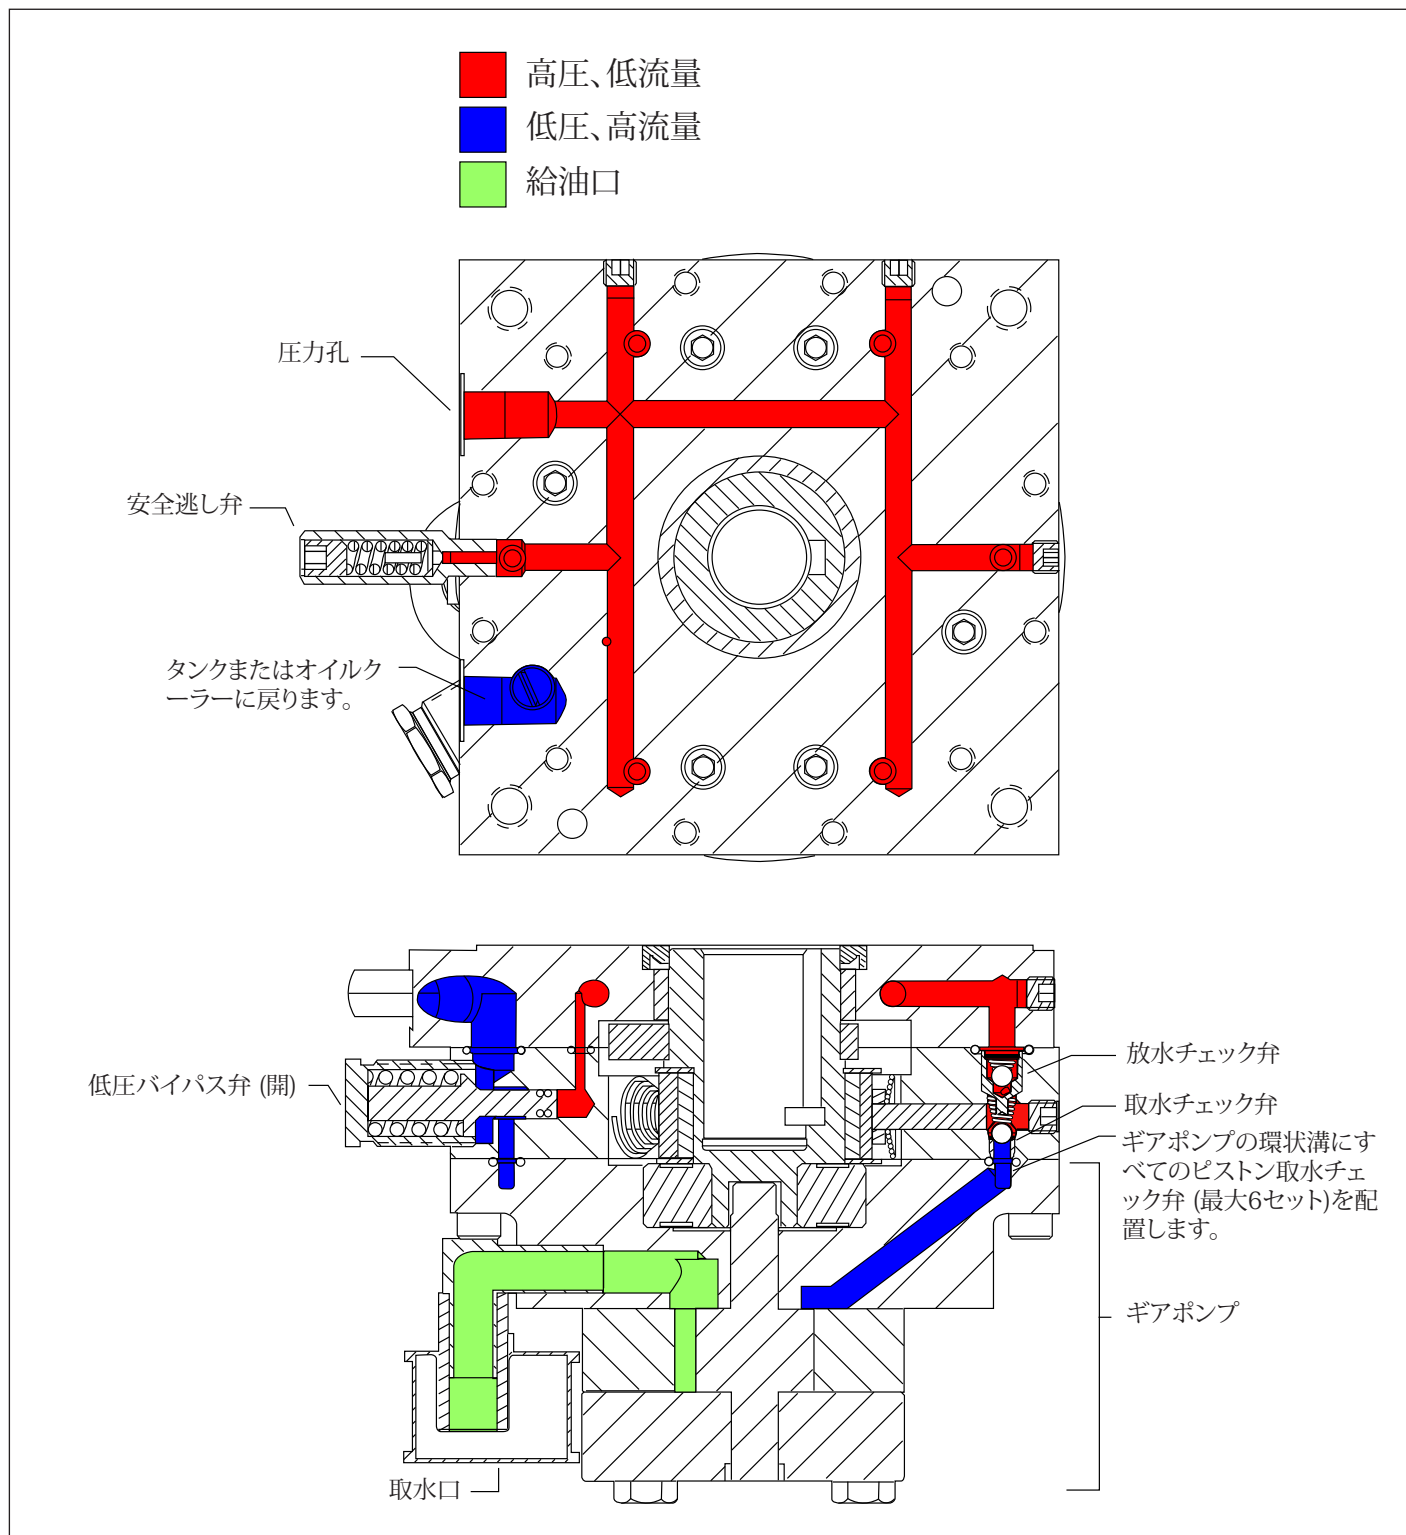 高圧、低流量
低圧、高流量
給油口
圧力孔
安全逃し弁
タンクまたはオイルク
ーラーに戻ります。
低圧バイパス弁 (開)
放水チェック弁
取水チェック弁
ギアポンプの環状溝にす
べてのピストン取水チェ
ック弁 (最大6セット)を配
置します。
ギアポンプ
取水口